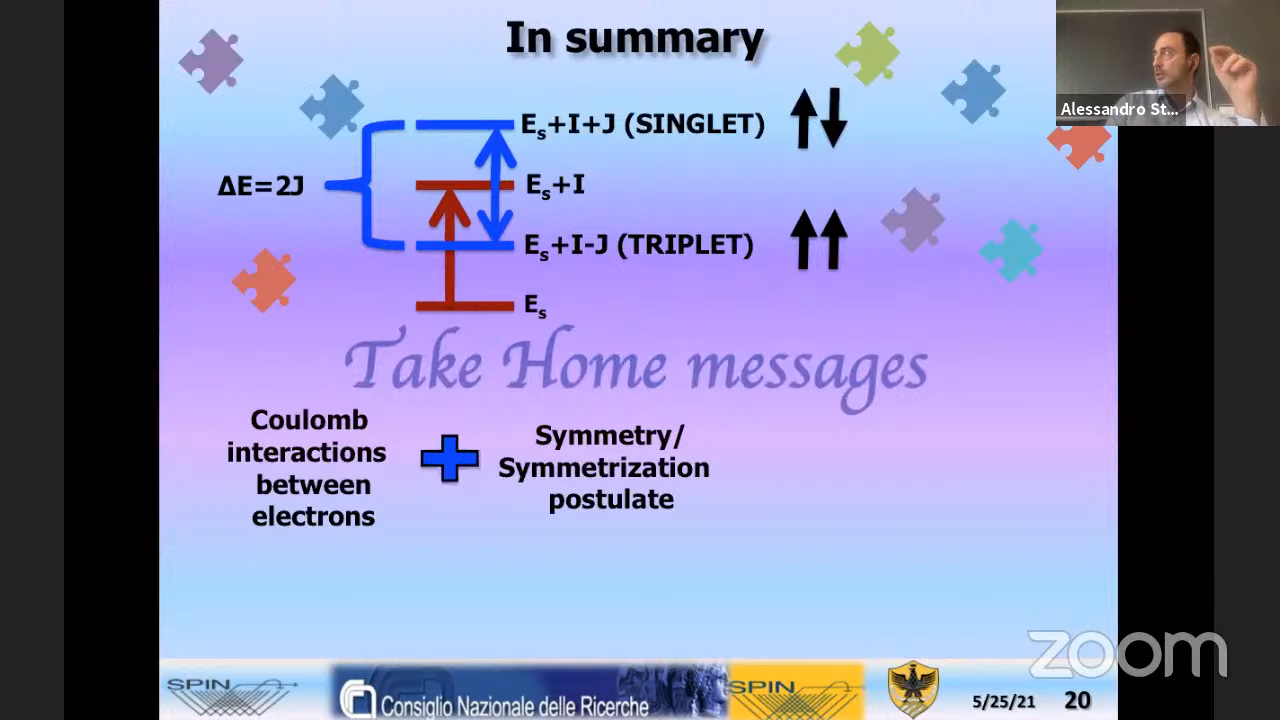 In summary
Alessandro St...
Es+I+J (SINGLET)
ΔE=2J
Es+I
Es+I-J (TRIPLET)
Es
Take Home messages
Coulomb
interactions
between
electrons
Symmetry/
Symmetrization
postulate
zoom
SPIN
Consiglio Nazionale delle Ricerche
SPIN
5/25/21
20